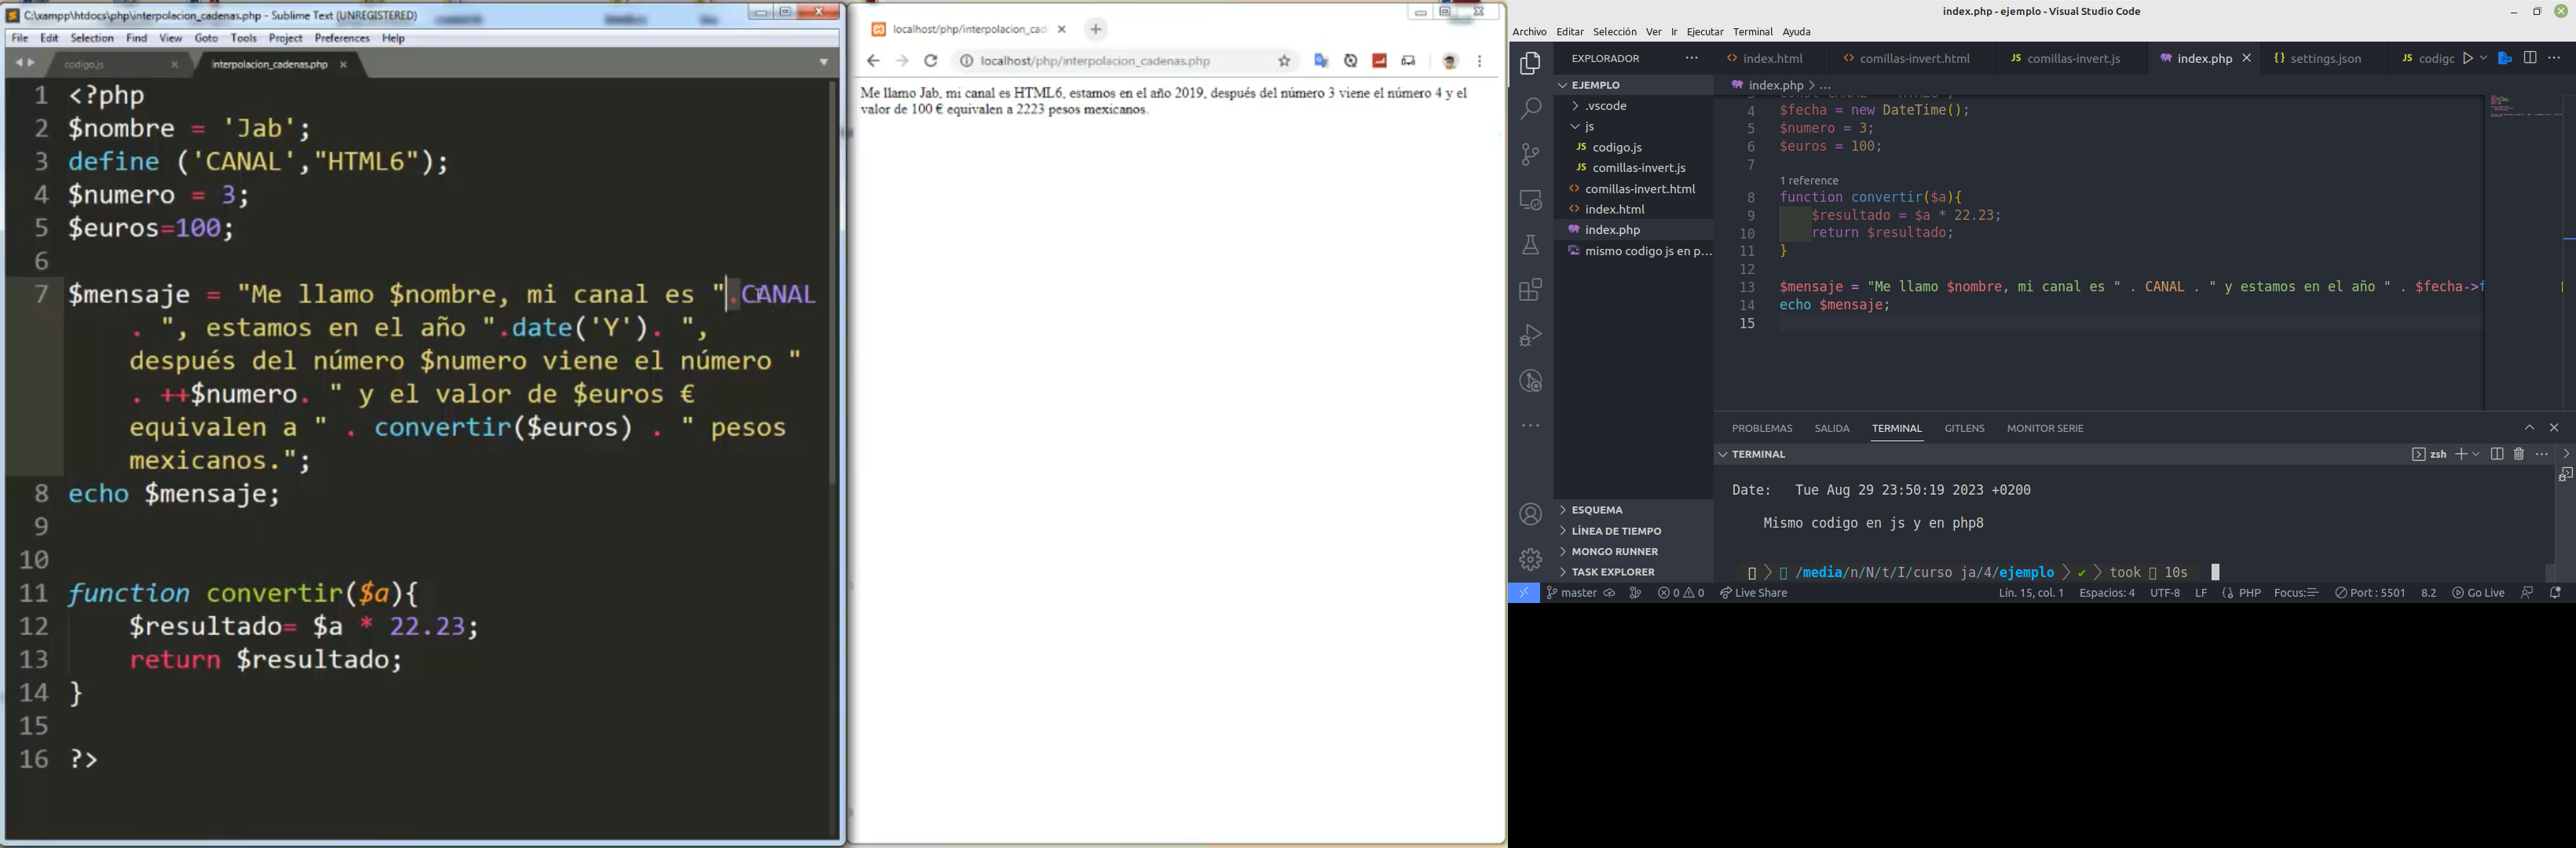 C:\xampp\htdocs\php\interpolacion_cadenas.php - Sublime Text (UNREGISTERED)
File Edit Selection Find View Goto Tools Project Preferences Help
codigo.js interpolacion_cadenas.php
1 <?php
2 $nombre = 'Jab';
3 define ('CANAL',"HTML6");
4 $numero = 3;
5 $euros=100;
6
7 $mensaje = "Me llamo $nombre, mi canal es ".CANAL
. ", estamos en el año ".date('Y'). ",
después del número $numero viene el número "
. ++$numero. " y el valor de $euros €
equivalen a " . convertir($euros) . " pesos
mexicanos.";
8 echo $mensaje;
9
10
11 function convertir($a){
12 $resultado= $a * 22.23;
13 return $resultado;
14 }
15
16 ?>
localhost/php/interpolacion_cad
localhost/php/interpolacion_cadenas.php
Me llamo Jab, mi canal es HTML6, estamos en el año 2019, después del número 3 viene el número 4 y el
valor de 100 € equivalen a 2223 pesos mexicanos.
index.php - ejemplo - Visual Studio Code
Archivo Editar Selección Ver Ir Ejecutar Terminal Ayuda
EXPLORADOR
index.html comillas-invert.html comillas-invert.js index.php settings.json codigo
EJEMPLO
.vscode
js
codigo.js
comillas-invert.js
comillas-invert.html
index.html
index.php
mismo codigo js en p...
ESQUEMA
LÍNEA DE TIEMPO
MONGO RUNNER
TASK EXPLORER
index.php > ...
4 $fecha = new DateTime();
5 $numero = 3;
6 $euros = 100;
7
1 reference
8 function convertir($a){
9 $resultado = $a * 22.23;
10 return $resultado;
11 }
12
13 $mensaje = "Me llamo $nombre, mi canal es " . CANAL . " y estamos en el año " . $fecha->f
14 echo $mensaje;
15
PROBLEMAS SALIDA TERMINAL GITLENS MONITOR SERIE
TERMINAL
zsh
Date: Tue Aug 29 23:50:19 2023 +0200
Mismo codigo en js y en php8
/media/n/N/t/I/curso ja/4/ejemplo took 10s
master 0 0 Live Share Lín. 15, col. 1 Espacios: 4 UTF-8 LF PHP Focus: Port : 5501 8.2 Go Live